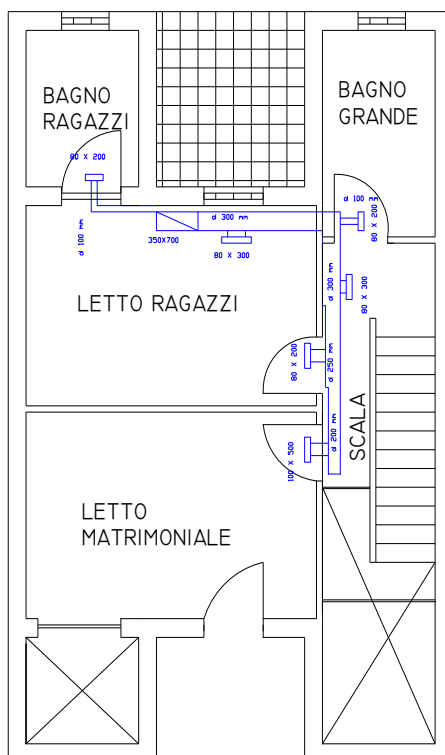 BAGNO
RAGAZZI
BAGNO
GRANDE
80 X 200
d 100 mm
d 300 mm
350X700
80 X 300
d 100 mm
80 X 200
d 300 mm
80 X 300
LETTO RAGAZZI
80 X 200
d 250 mm
d 200 mm
100 X 500
SCALA
LETTO
MATRIMONIALE